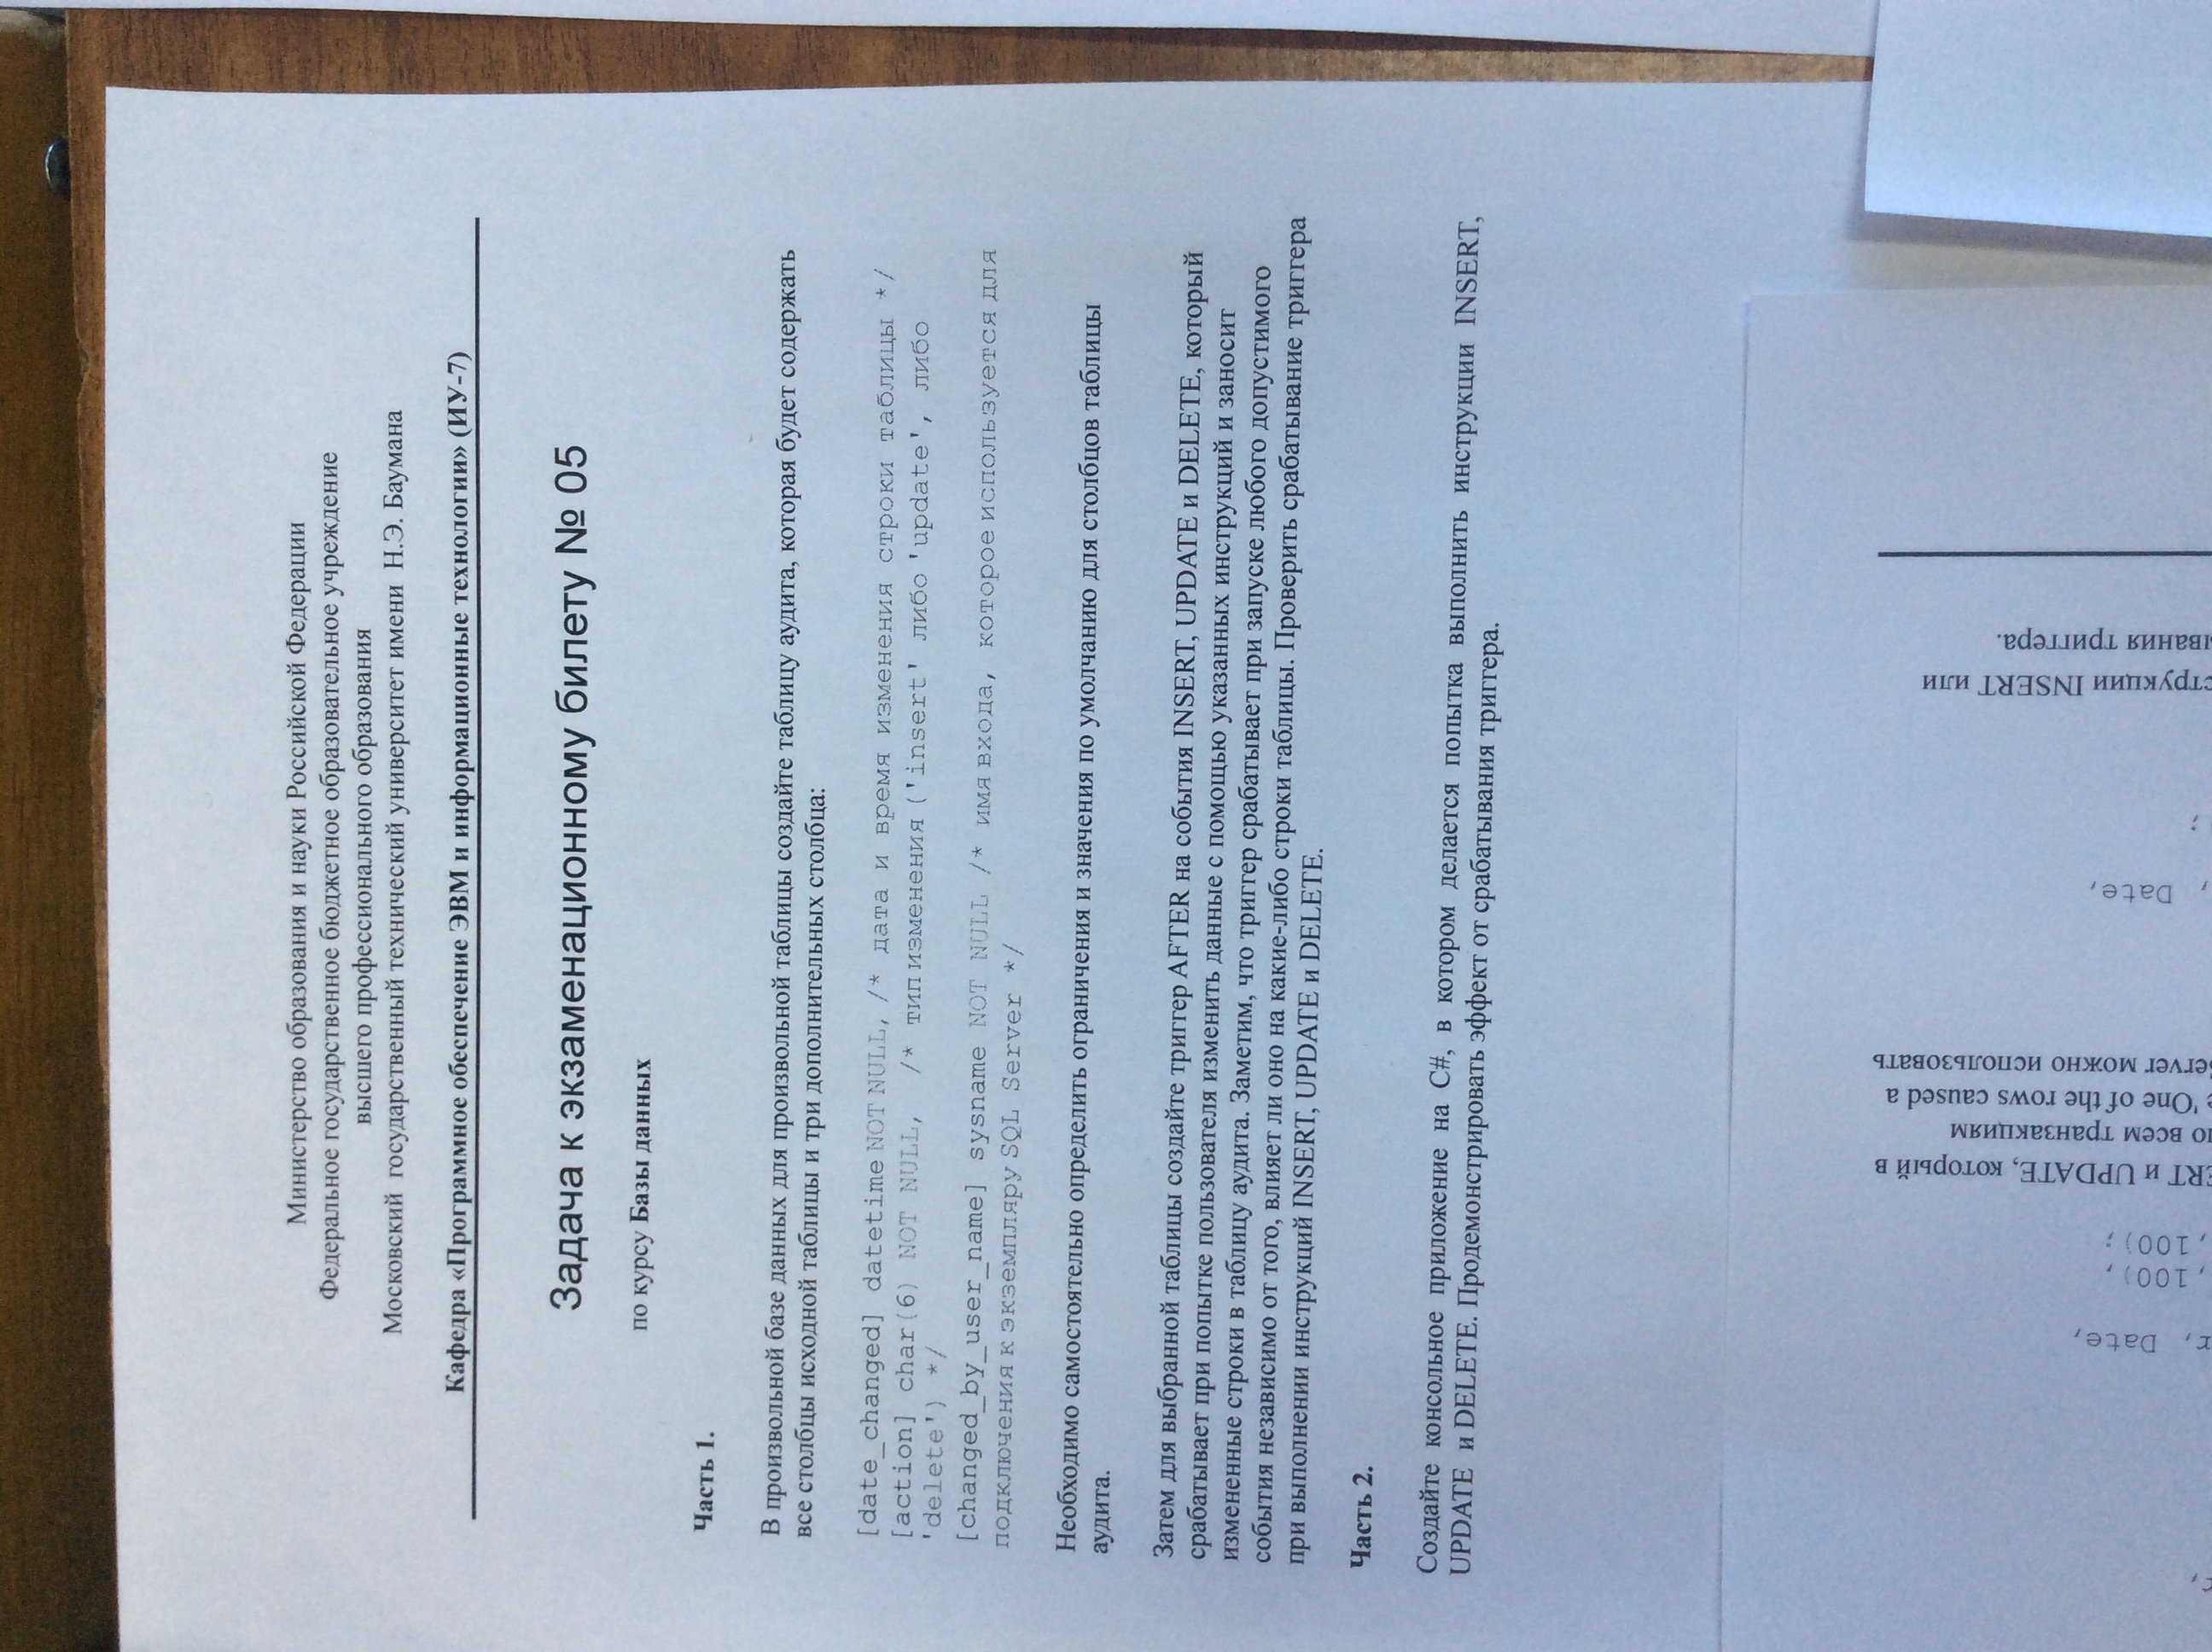 Министерство образования и науки Российской Федерации
Федеральное государственное бюджетное образовательное учреждение
высшего профессионального образования
Московский государственный технический университет имени Н.Э. Баумана
Кафедра «Программное обеспечение ЭВМ и информационные технологии» (ИУ-7)
Задача к экзаменационному билету № 05
по курсу Базы данных
Часть 1.
В произвольной базе данных для произвольной таблицы создайте таблицу аудита, которая будет содержать
все столбцы исходной таблицы и три дополнительных столбца:
[date_changed] datetime NOT NULL, /* дата и время изменения строки таблицы */
[action] char(6) NOT NULL, /* тип изменения ('insert' либо 'update', либо
'delete') */
[changed_by_user_name] sysname NOT NULL /* имя входа, которое используется для
подключения к экземпляру SQL Server */
Необходимо самостоятельно определить ограничения и значения по умолчанию для столбцов таблицы
аудита.
Затем для выбранной таблицы создайте триггер AFTER на события INSERT, UPDATE и DELETE, который
срабатывает при попытке пользователя изменить данные с помощью указанных инструкций и заносит
измененные строки в таблицу аудита. Заметим, что триггер срабатывает при запуске любого допустимого
события независимо от того, влияет ли оно на какие-либо строки таблицы. Проверить срабатывание триггера
при выполнении инструкций INSERT, UPDATE и DELETE.
Часть 2.
Создайте консольное приложение на C#, в котором делается попытка выполнить инструкции INSERT,
UPDATE и DELETE. Продемонстрировать эффект от срабатывания триггера.
r, Date,
,100),
,100);
ERT и UPDATE, который в
по всем транзакциям
e 'One of the rows caused a
Server можно использовать
, Date,
;
струкции INSERT или
ывания триггера.